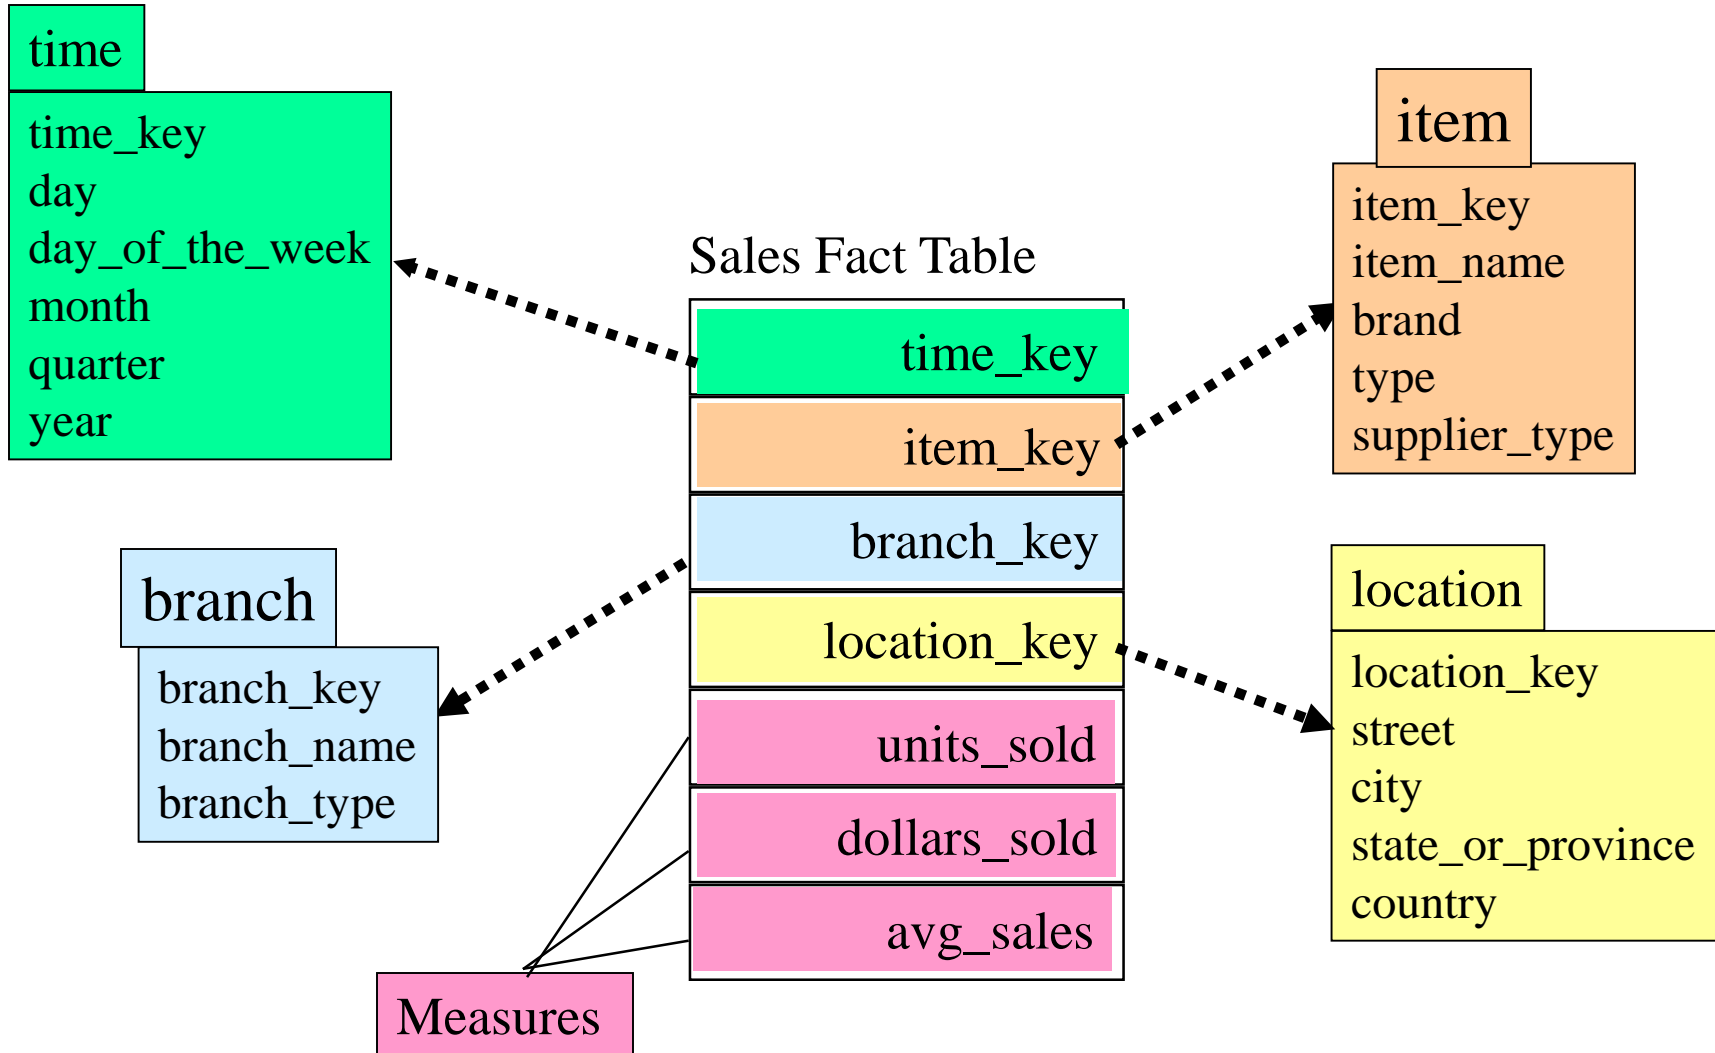 time
time_key
day
day_of_the_week
month
quarter
year
item
item_key
item_name
brand
type
supplier_type
Sales Fact Table
time_key
item_key
branch_key
location_key
units_sold
dollars_sold
avg_sales
branch
branch_key
branch_name
branch_type
location
location_key
street
city
state_or_province
country
Measures